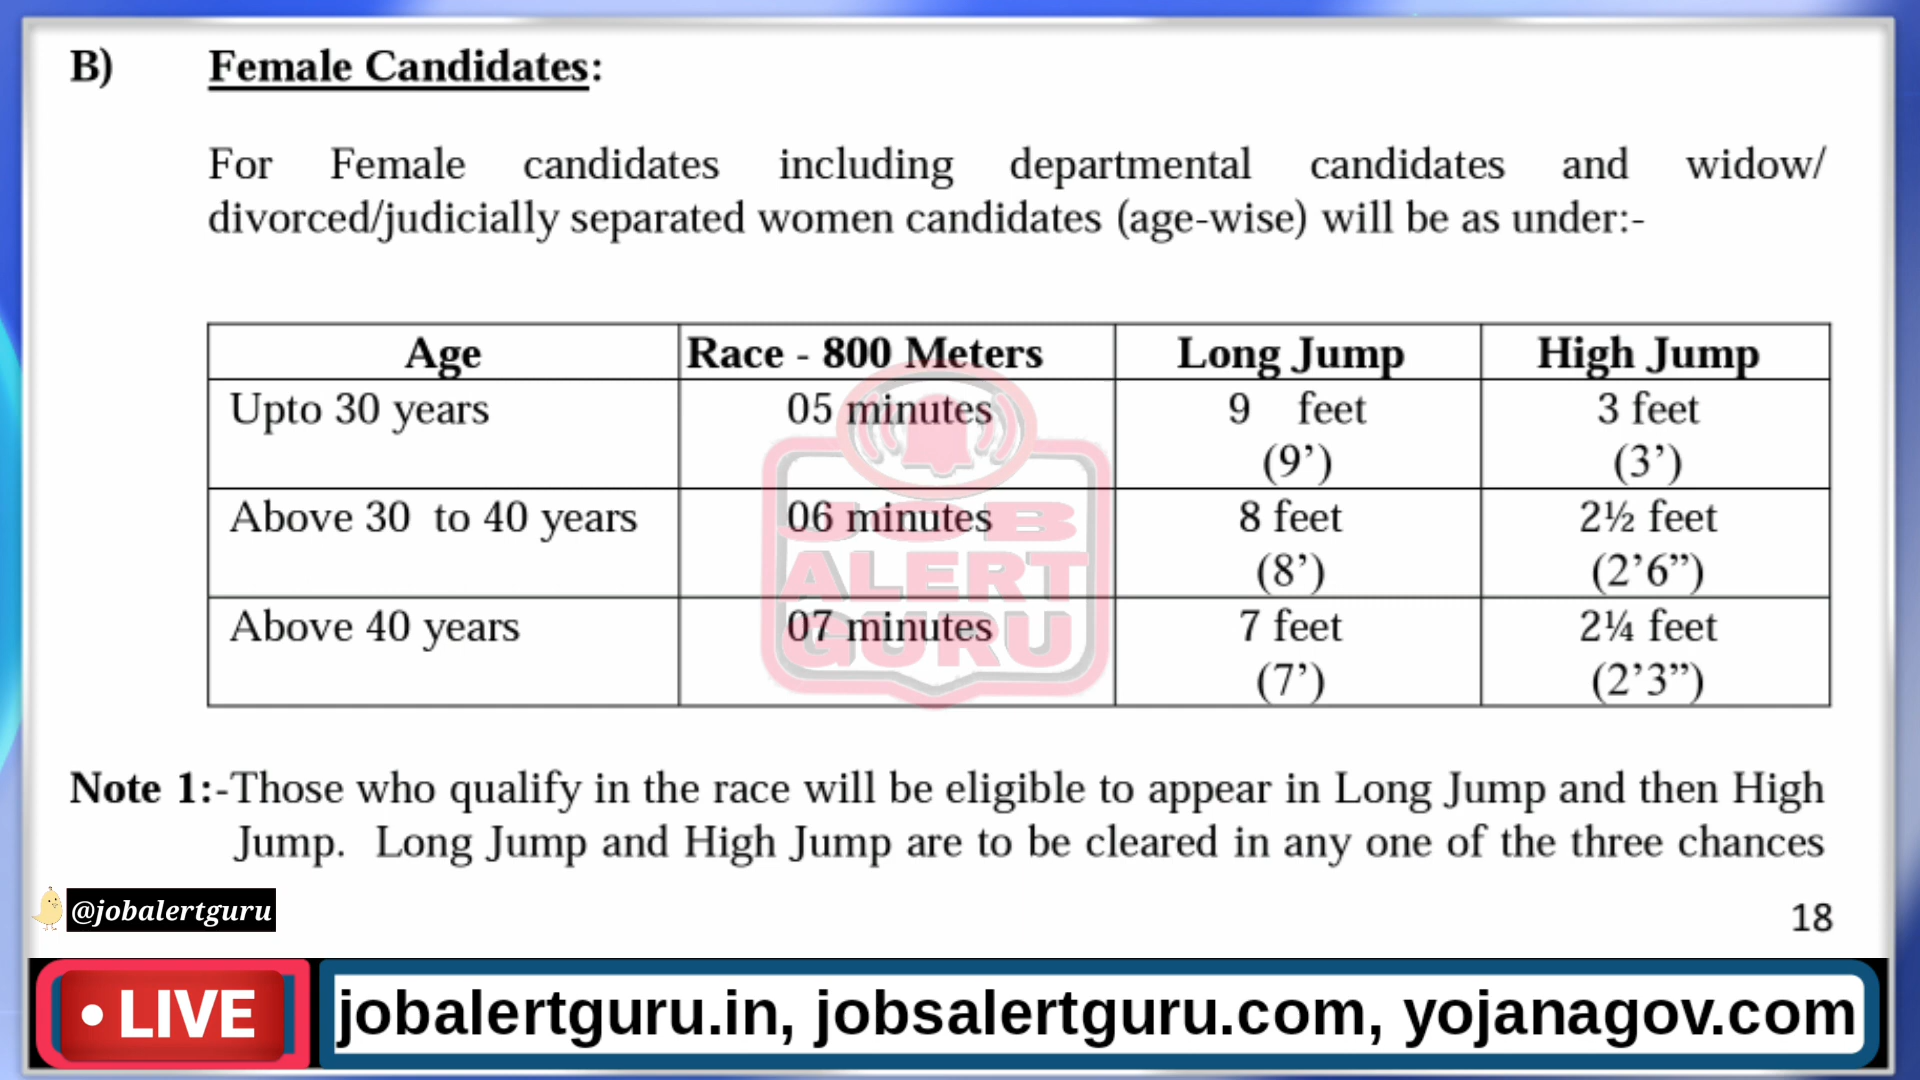 B) Female Candidates:
For Female candidates including departmental candidates and widow/
divorced/judicially separated women candidates (age-wise) will be as under:-
Age Race - 800 Meters Long Jump High Jump
Upto 30 years 05 minutes 9 feet 3 feet
(9’) (3’)
Above 30 to 40 years 06 minutes 8 feet 2½ feet
(8’) (2’6”)
Above 40 years 07 minutes 7 feet 2¼ feet
(7’) (2’3”)
JOB
ALERT
GURU
Note 1:-Those who qualify in the race will be eligible to appear in Long Jump and then High
Jump. Long Jump and High Jump are to be cleared in any one of the three chances
@jobalertguru
18
• LIVE jobalertguru.in, jobsalertguru.com, yojanagov.com